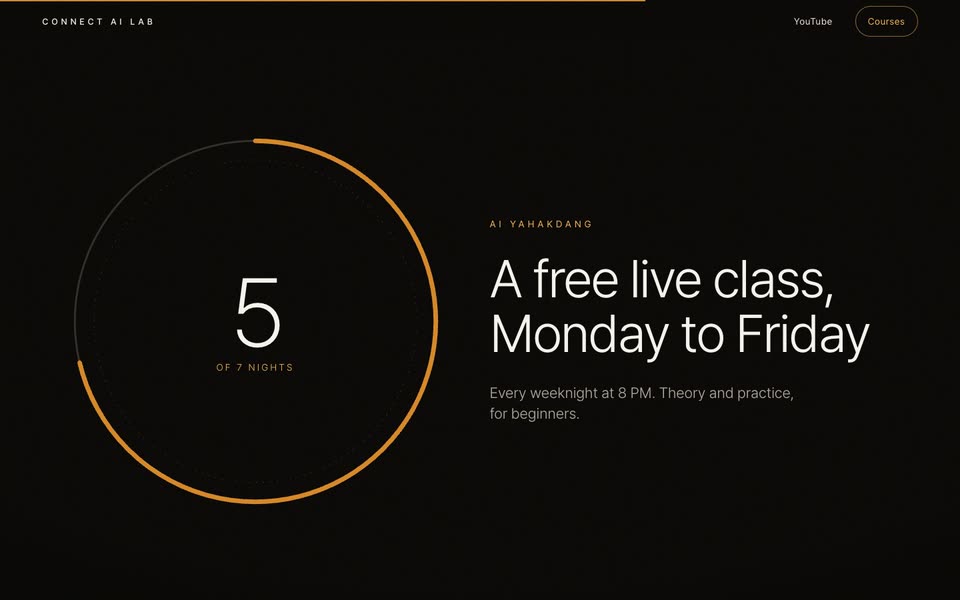 CONNECT AI LAB
YouTube
Courses
5
OF 7 NIGHTS
AI YAHAKDANG
A free live class,
Monday to Friday
Every weeknight at 8 PM. Theory and practice,
for beginners.